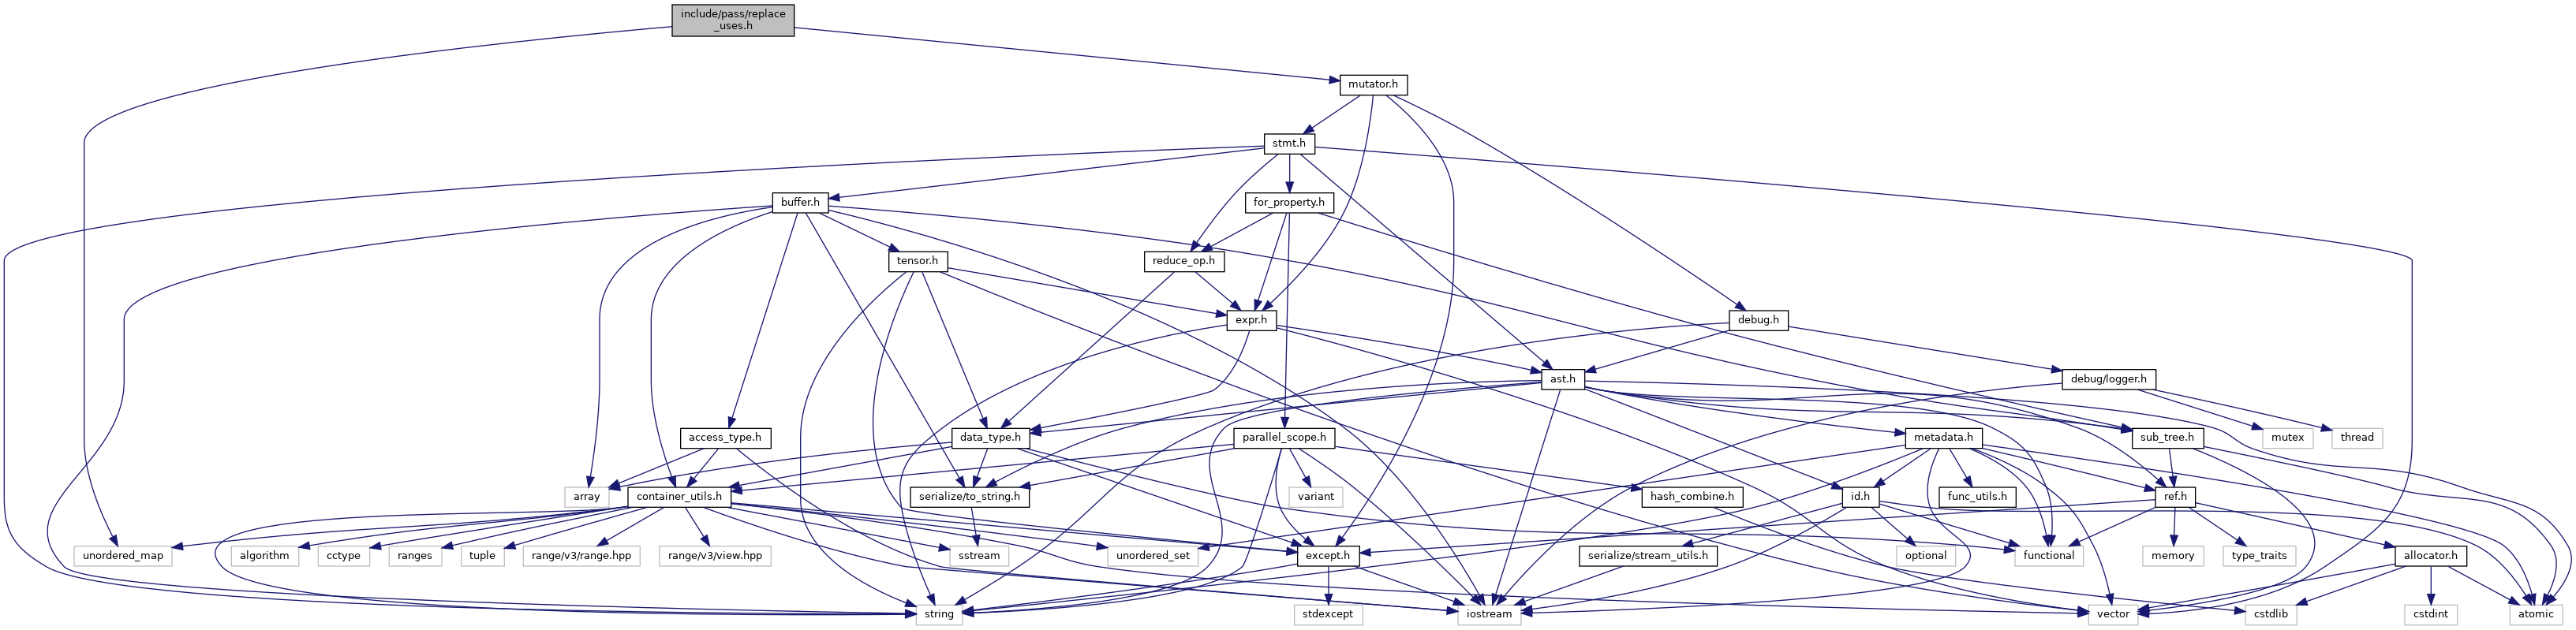 include/pass/replace
_uses.h
mutator.h
stmt.h
buffer.h
for_property.h
tensor.h
reduce_op.h
expr.h
debug.h
ast.h
debug/logger.h
access_type.h
data_type.h
parallel_scope.h
metadata.h
sub_tree.h
mutex
thread
array
container_utils.h
serialize/to_string.h
variant
hash_combine.h
id.h
func_utils.h
ref.h
unordered_map
algorithm
cctype
ranges
tuple
range/v3/range.hpp
range/v3/view.hpp
sstream
unordered_set
except.h
serialize/stream_utils.h
optional
functional
memory
type_traits
allocator.h
string
stdexcept
iostream
vector
cstdlib
cstdint
atomic